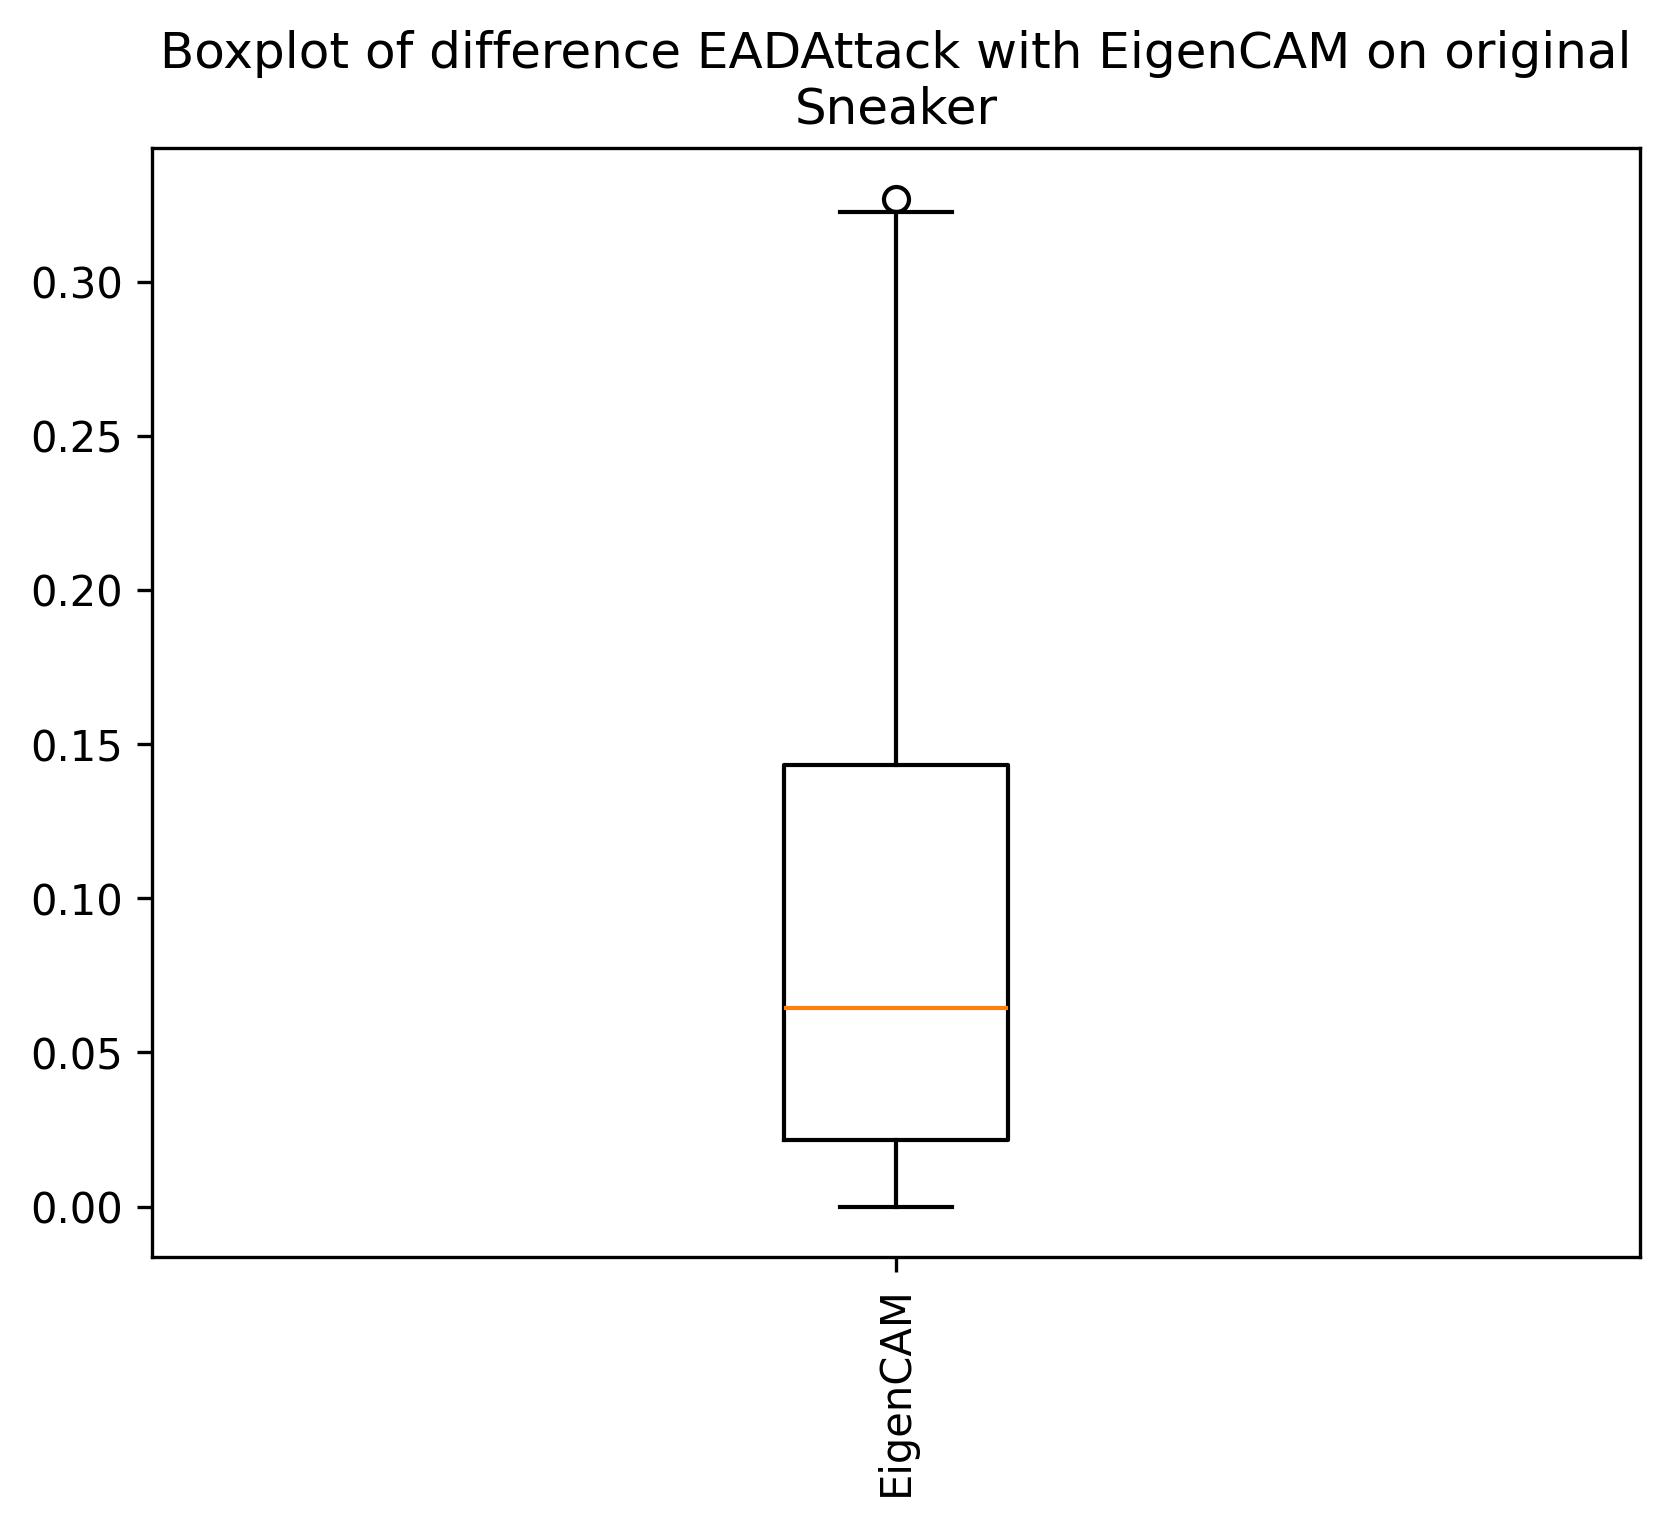 Boxplot of difference EADAttack with EigenCAM on original
Sneaker
0.30
0.25
0.20
0.15
0.10
0.05
0.00
EigenCAM